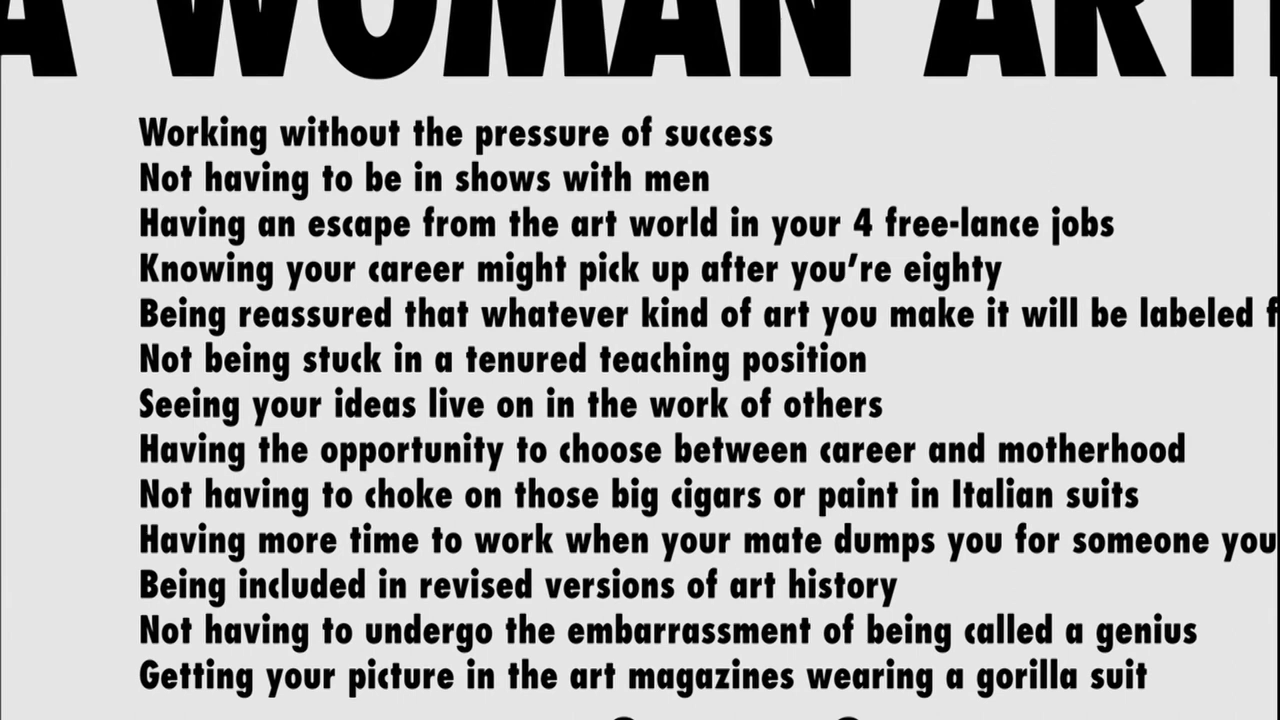 A WOMAN ARTI
Working without the pressure of success
Not having to be in shows with men
Having an escape from the art world in your 4 free-lance jobs
Knowing your career might pick up after you're eighty
Being reassured that whatever kind of art you make it will be labeled f
Not being stuck in a tenured teaching position
Seeing your ideas live on in the work of others
Having the opportunity to choose between career and motherhood
Not having to choke on those big cigars or paint in Italian suits
Having more time to work when your mate dumps you for someone you
Being included in revised versions of art history
Not having to undergo the embarrassment of being called a genius
Getting your picture in the art magazines wearing a gorilla suit